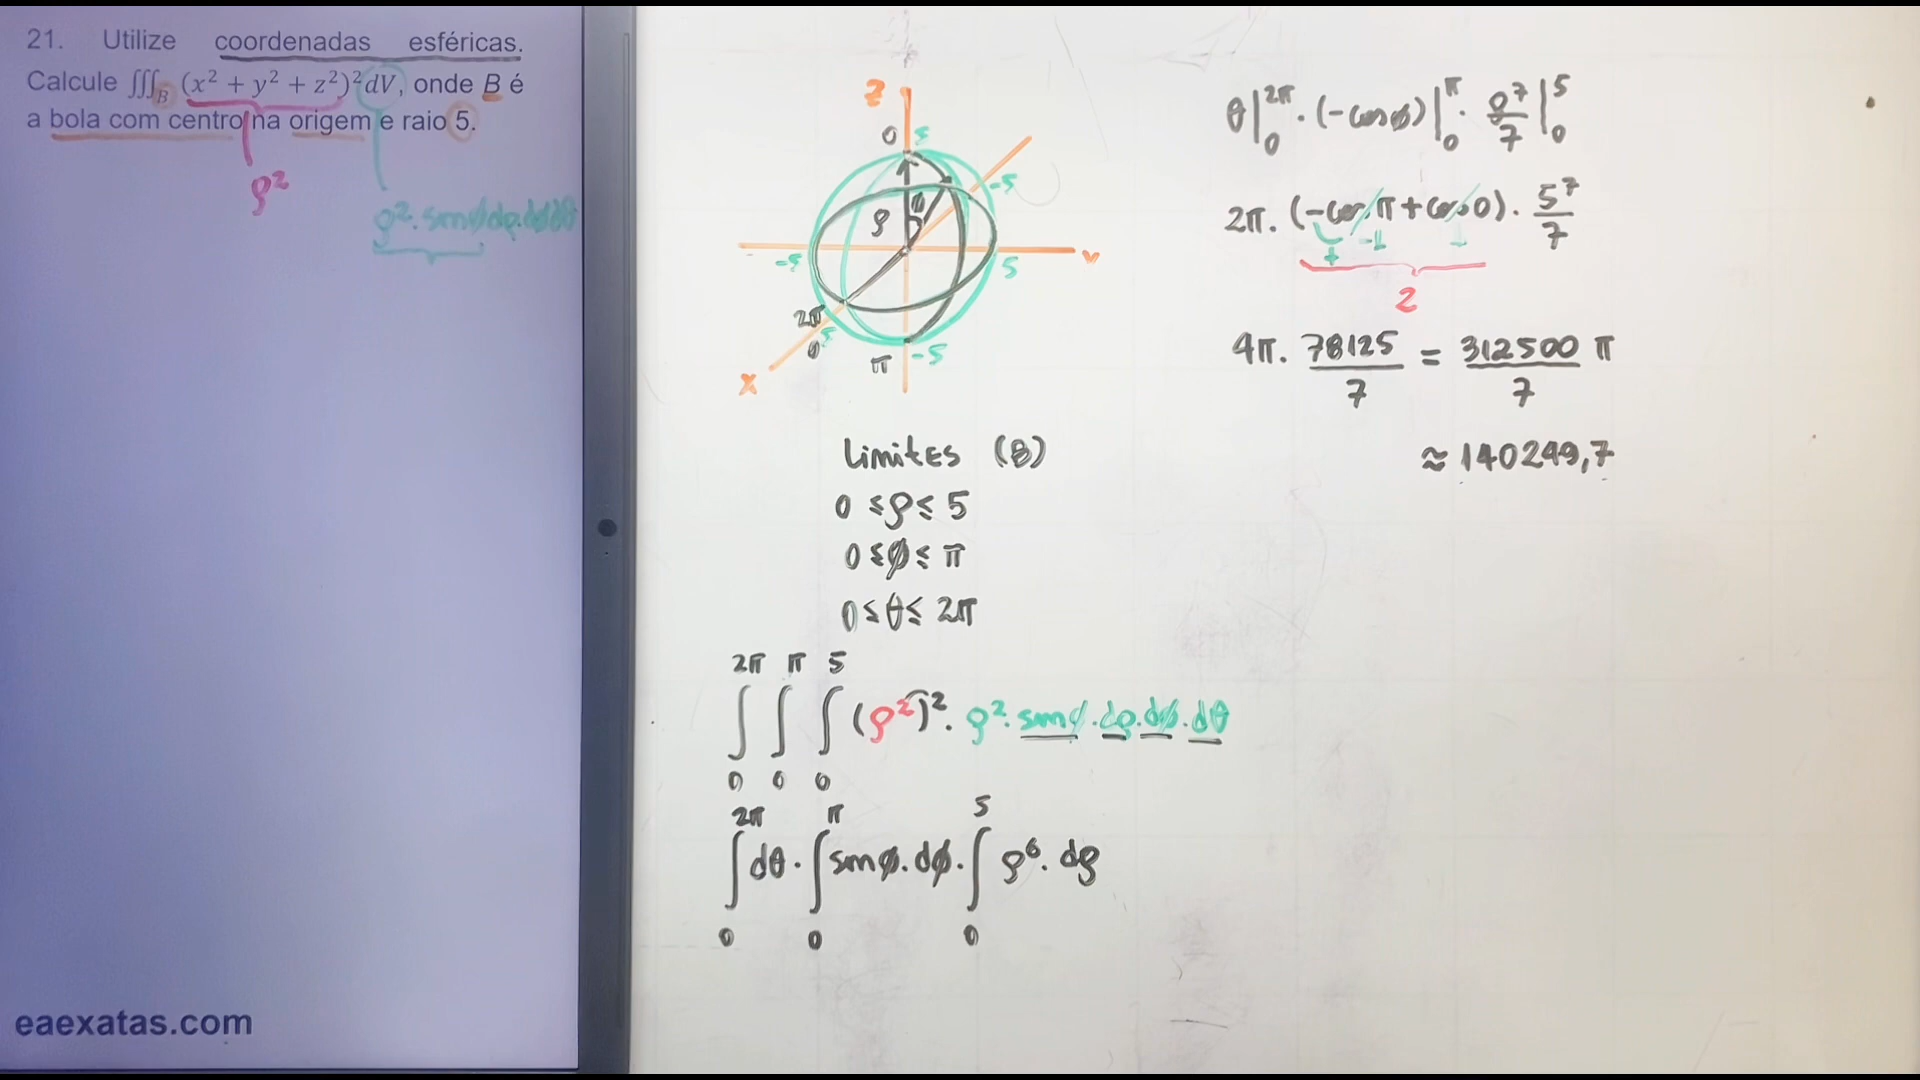 21. Utilize coordenadas esféricas.
Calcule ∭_B (x² + y² + z²)² dV, onde B é
a bola com centro na origem e raio 5.
ρ²
ρ². senϕ dρ.dϕ dθ
eaexatas.com
z
0 5
-5
ρ
-5 5 y
2π
0 5
π -5
x
Limites (B)
0 ≤ ρ ≤ 5
0 ≤ ϕ ≤ π
0 ≤ θ ≤ 2π
2π π 5
∫ ∫ ∫ (ρ²)². ρ². senϕ. dρ. dϕ. dθ
0 0 0
2π π 5
∫ dθ. ∫ senϕ. dϕ. ∫ ρ⁶. dρ
0 0 0
θ|₀^2π . (-cosϕ)|₀^π . ρ⁷/7 |₀^5
2π. (-cos π + cos 0). 5⁷/7
+ -1
2
4π. 78125/7 = 312500/7 π
≈ 140249,7